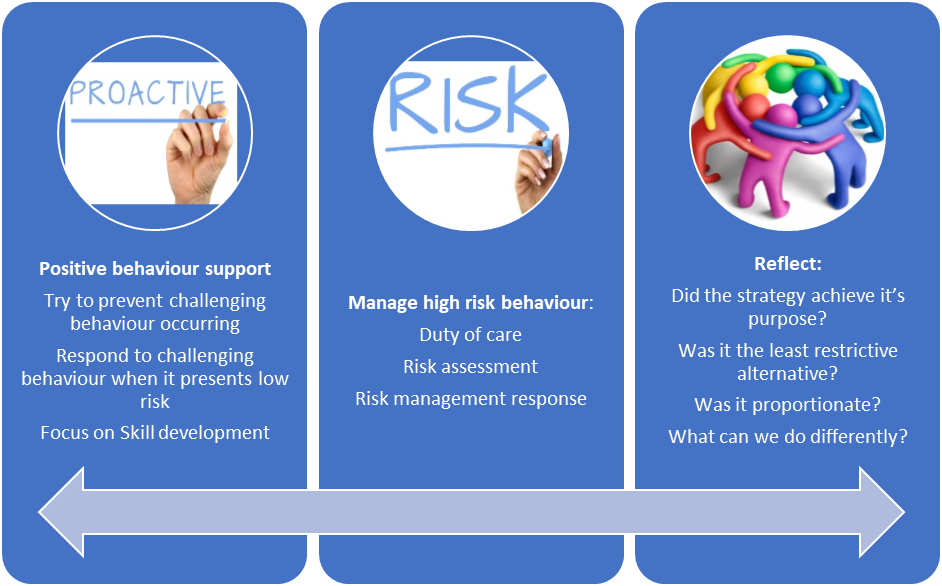 PROACTIVE
Positive behaviour support
Try to prevent challenging
behaviour occurring
Respond to challenging
behaviour when it presents low
risk
Focus on Skill development
RISK
Manage high risk behaviour:
Duty of care
Risk assessment
Risk management response
Reflect:
Did the strategy achieve it’s
purpose?
Was it the least restrictive
alternative?
Was it proportionate?
What can we do differently?